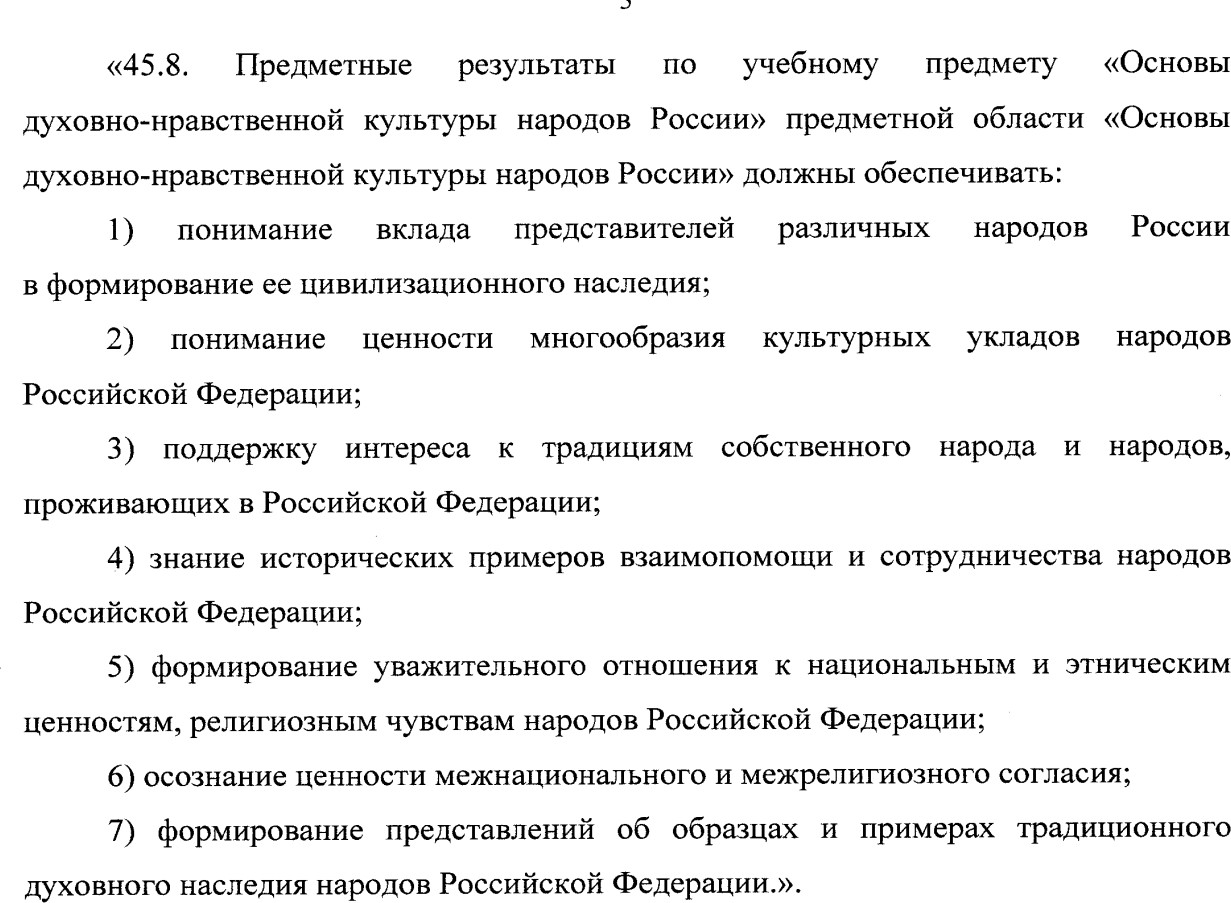 «45.8. Предметные результаты по учебному предмету «Основы
духовно-нравственной культуры народов России» предметной области «Основы
духовно-нравственной культуры народов России» должны обеспечивать:
1) понимание вклада представителей различных народов России
в формирование ее цивилизационного наследия;
2) понимание ценности многообразия культурных укладов народов
Российской Федерации;
3) поддержку интереса к традициям собственного народа и народов,
проживающих в Российской Федерации;
4) знание исторических примеров взаимопомощи и сотрудничества народов
Российской Федерации;
5) формирование уважительного отношения к национальным и этническим
ценностям, религиозным чувствам народов Российской Федерации;
6) осознание ценности межнационального и межрелигиозного согласия;
7) формирование представлений об образцах и примерах традиционного
духовного наследия народов Российской Федерации.».